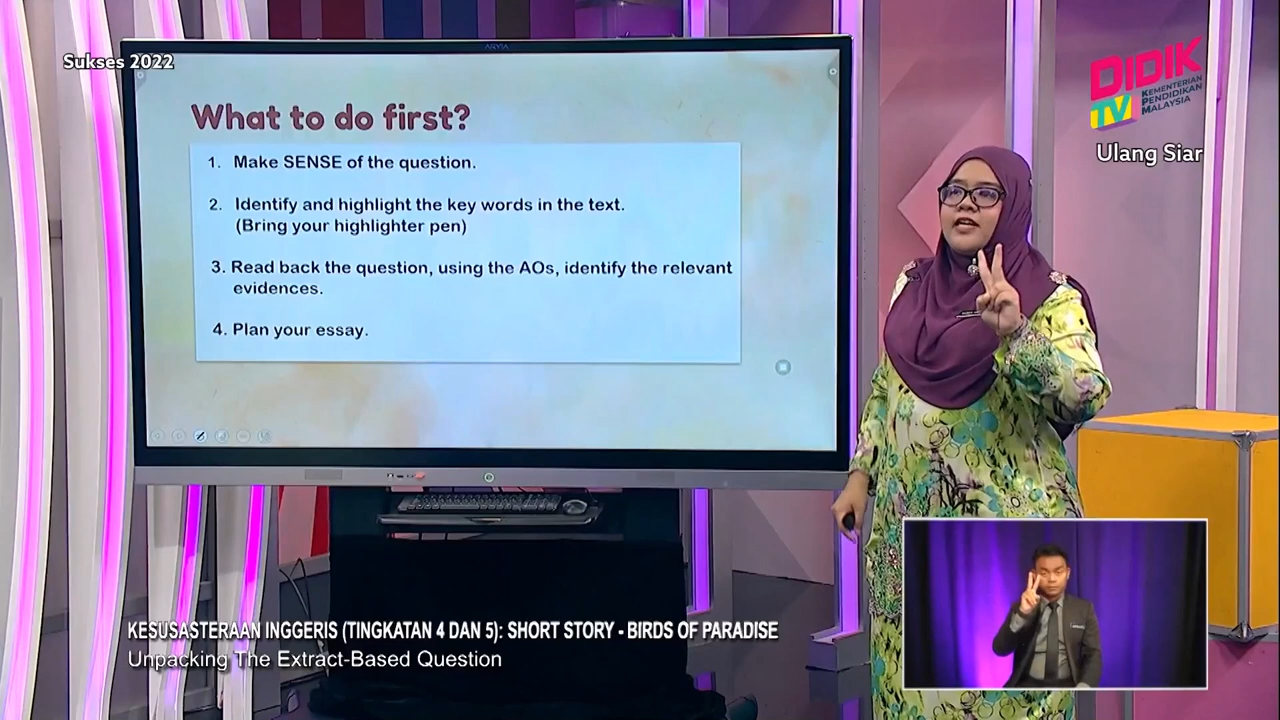 Sukses 2022
DIDIK
TV
KEMENTERIAN
PENDIDIKAN
MALAYSIA
Ulang Siar
What to do first?
1. Make SENSE of the question.
2. Identify and highlight the key words in the text.
(Bring your highlighter pen)
3. Read back the question, using the AOs, identify the relevant
evidences.
4. Plan your essay.
KESUSASTERAAN INGGERIS (TINGKATAN 4 DAN 5): SHORT STORY - BIRDS OF PARADISE
Unpacking The Extract-Based Question